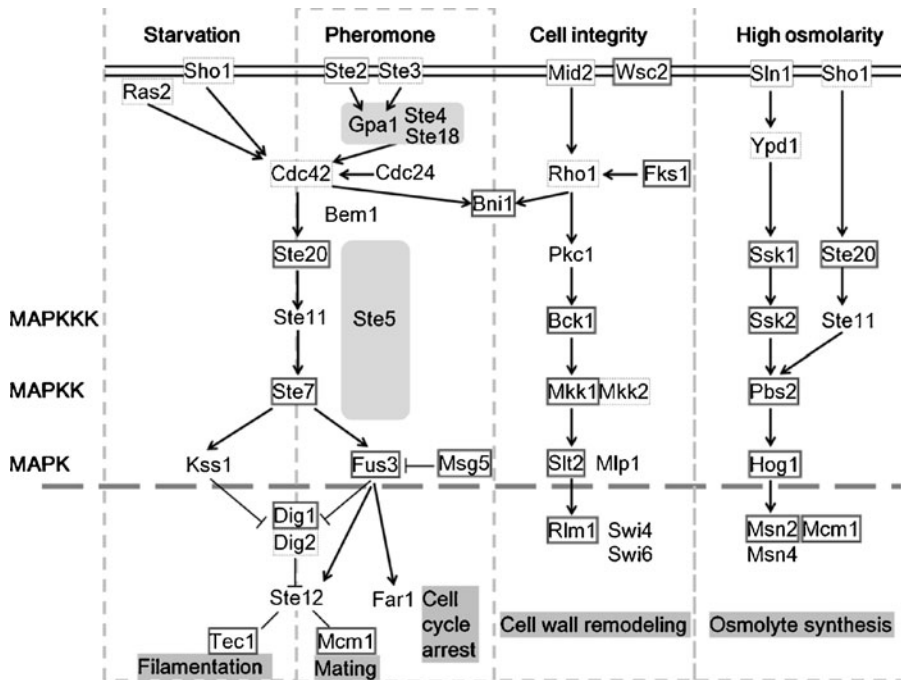 Starvation
Pheromone
Cell integrity
High osmolarity
Sho1
Ste2
Ste3
Mid2
Wsc2
Sln1
Sho1
Ras2
Gpa1
Ste4
Ste18
Ypd1
Cdc42
Cdc24
Rho1
Fks1
Bni1
Bem1
Ste20
Pkc1
Ssk1
Ste20
MAPKKK
Ste11
Ste5
Bck1
Ssk2
Ste11
MAPKK
Ste7
Mkk1
Mkk2
Pbs2
MAPK
Kss1
Fus3
Msg5
Slt2
Mlp1
Hog1
Dig1
Dig2
Rlm1
Swi4
Swi6
Msn2
Mcm1
Msn4
Ste12
Far1
Cell
cycle
arrest
Tec1
Mcm1
Cell wall remodeling
Osmolyte synthesis
Filamentation
Mating